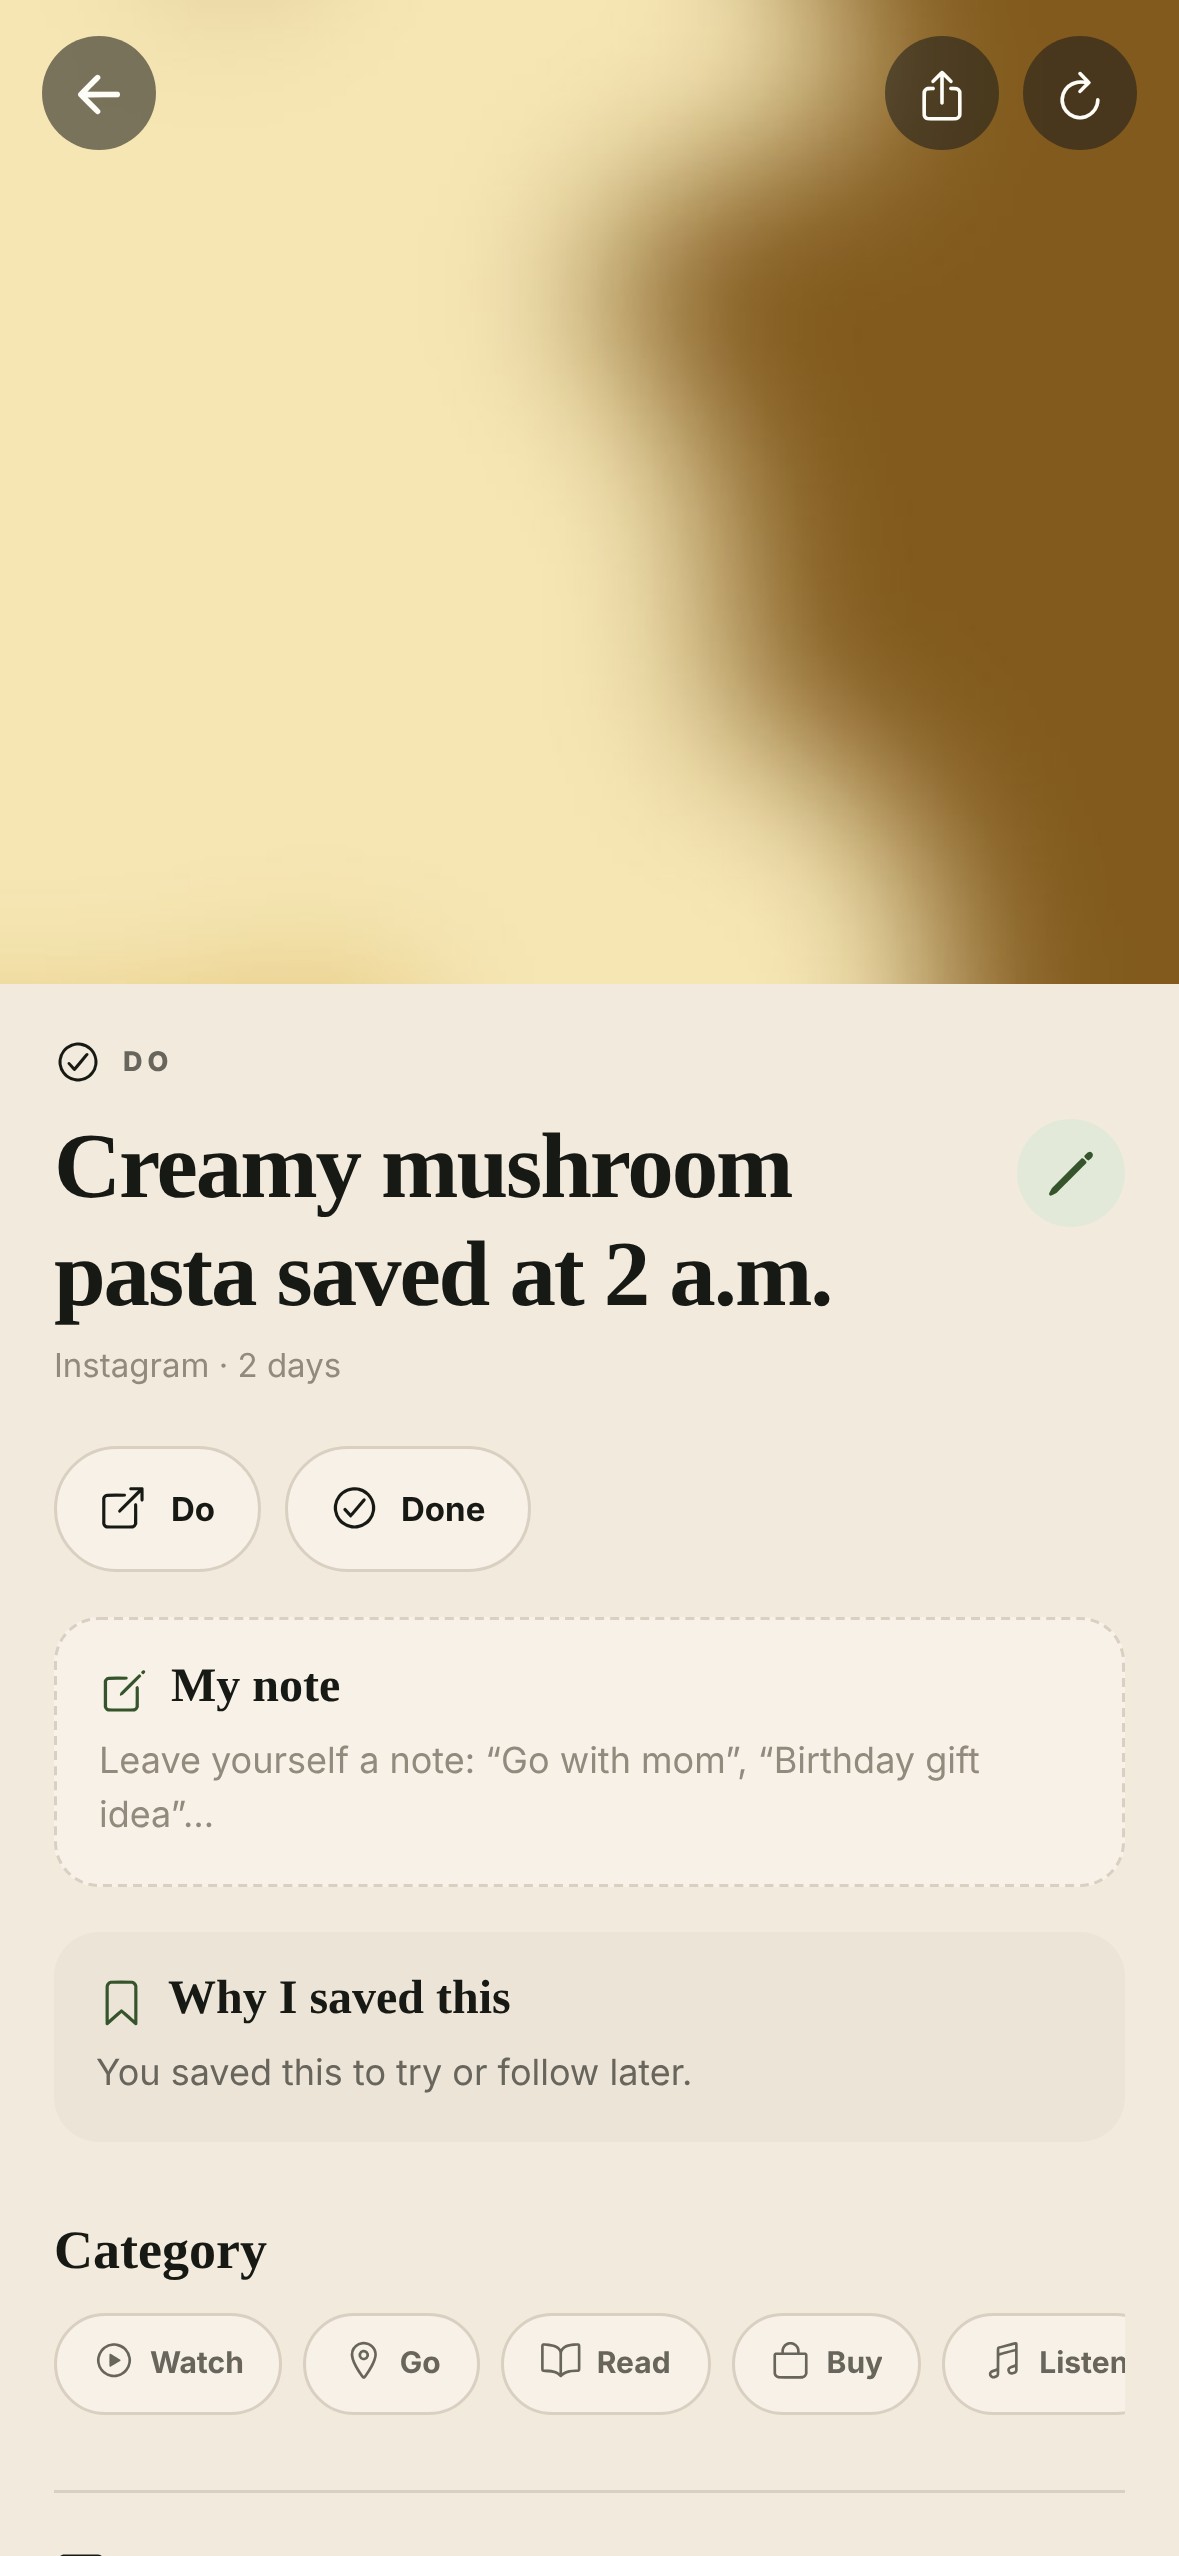 DO
Creamy mushroom
pasta saved at 2 a.m.
Instagram · 2 days
Do
Done
My note
Leave yourself a note: “Go with mom”, “Birthday gift
idea”...
Why I saved this
You saved this to try or follow later.
Category
Watch
Go
Read
Buy
Listen